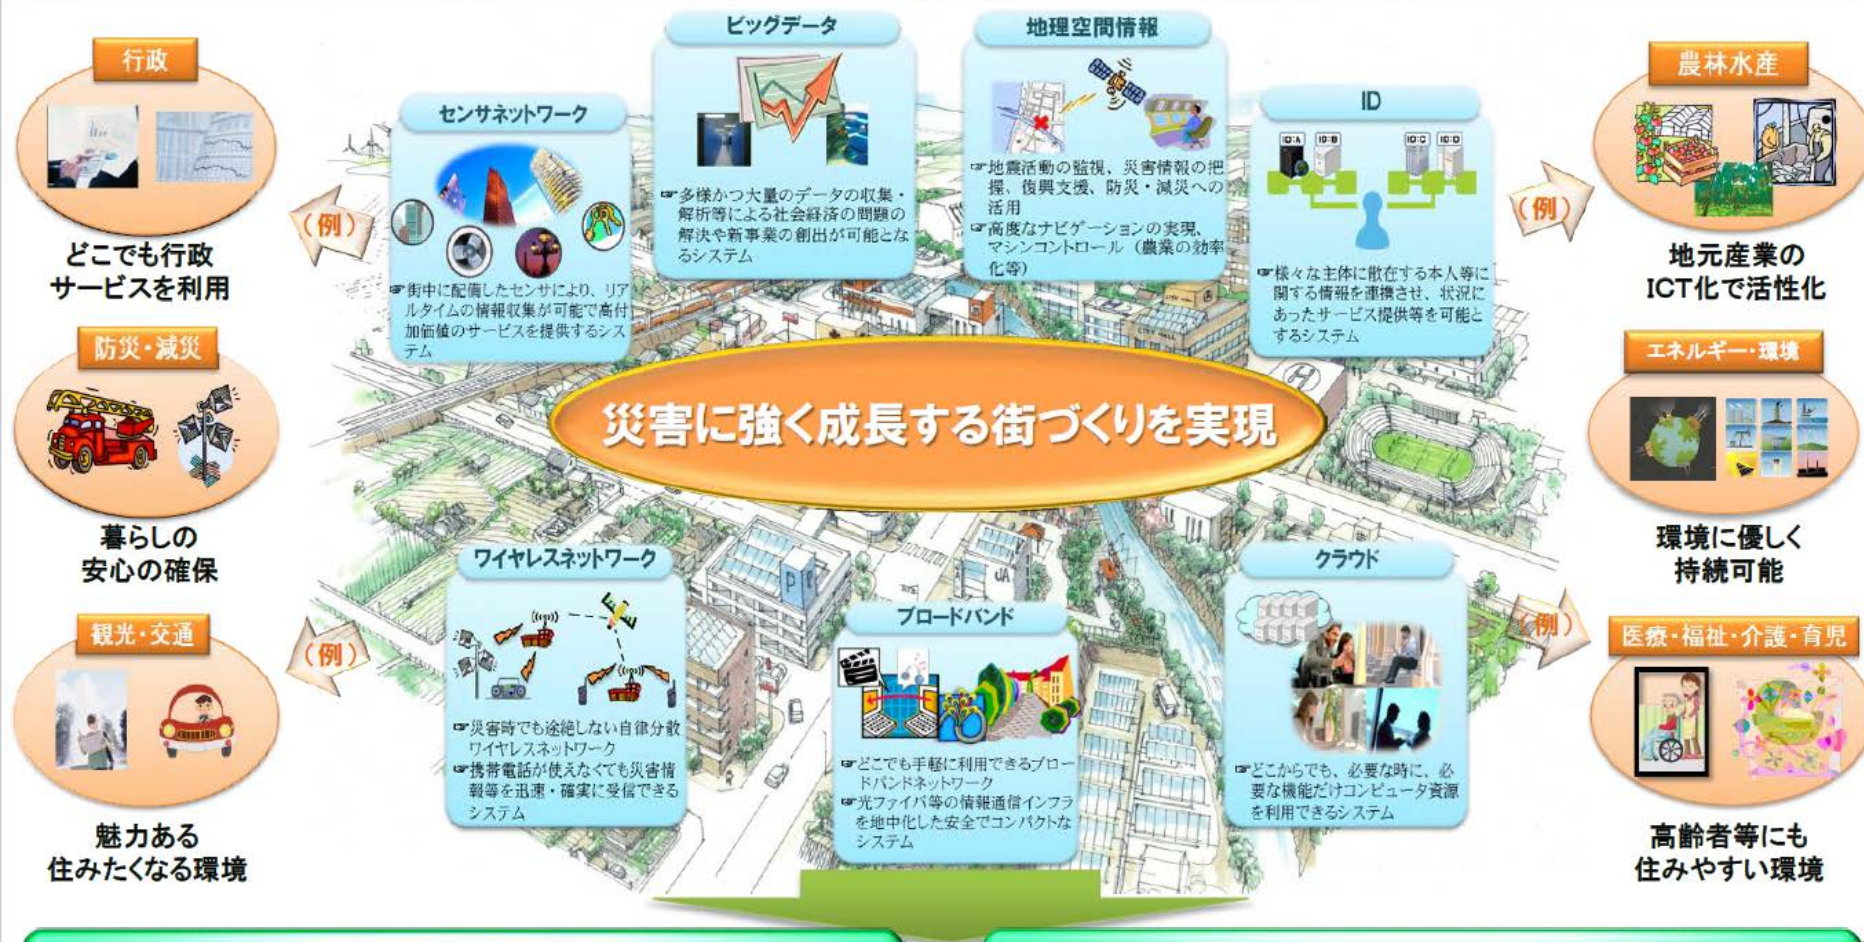 行政
どこでも行政
サービスを利用
防災・減災
暮らしの
安心の確保
観光・交通
魅力ある
住みたくなる環境
(例)
(例)
センサネットワーク
☞街中に配備したセンサにより、リア
ルタイムの情報収集が可能で高付
加価値のサービスを提供するシス
テム
ビッグデータ
☞多様かつ大量のデータの収集・
解析等による社会経済の問題の
解決や新事業の創出が可能とな
るシステム
地理空間情報
☞地震活動の監視、災害情報の把
握、復興支援、防災・減災への
活用
☞高度なナビゲーションの実現、
マシンコントロール（農業の効率
化等）
ID
ID:A ID:B ID:C ID:D
☞様々な主体に散在する本人等に
関する情報を連携させ、状況に
あったサービス提供等を可能と
するシステム
災害に強く成長する街づくりを実現
CITY HALL
H
P
JA
ワイヤレスネットワーク
☞災害時でも途絶しない自律分散
ワイヤレスネットワーク
☞携帯電話が使えなくても災害情
報等を迅速・確実に受信できる
システム
ブロードバンド
☞どこでも手軽に利用できるブロー
ドバンドネットワーク
☞光ファイバ等の情報通信インフラ
を地中化した安全でコンパクトな
システム
クラウド
☞どこからでも、必要な時に、必
要な機能だけコンピュータ資源
を利用できるシステム
(例)
(例)
農林水産
地元産業の
ICT化で活性化
エネルギー・環境
環境に優しく
持続可能
医療・福祉・介護・育児
高齢者等にも
住みやすい環境